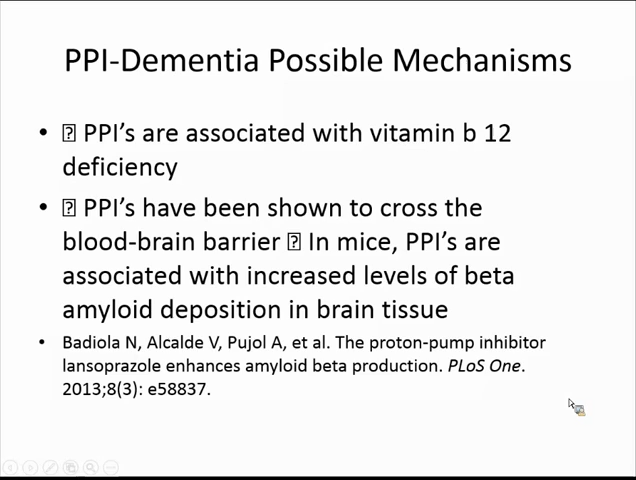 PPI-Dementia Possible Mechanisms
• ⍰ PPI’s are associated with vitamin b 12
deficiency
• ⍰ PPI’s have been shown to cross the
blood-brain barrier ⍰ In mice, PPI’s are
associated with increased levels of beta
amyloid deposition in brain tissue
• Badiola N, Alcalde V, Pujol A, et al. The proton-pump inhibitor
lansoprazole enhances amyloid beta production. PLoS One.
2013;8(3): e58837.